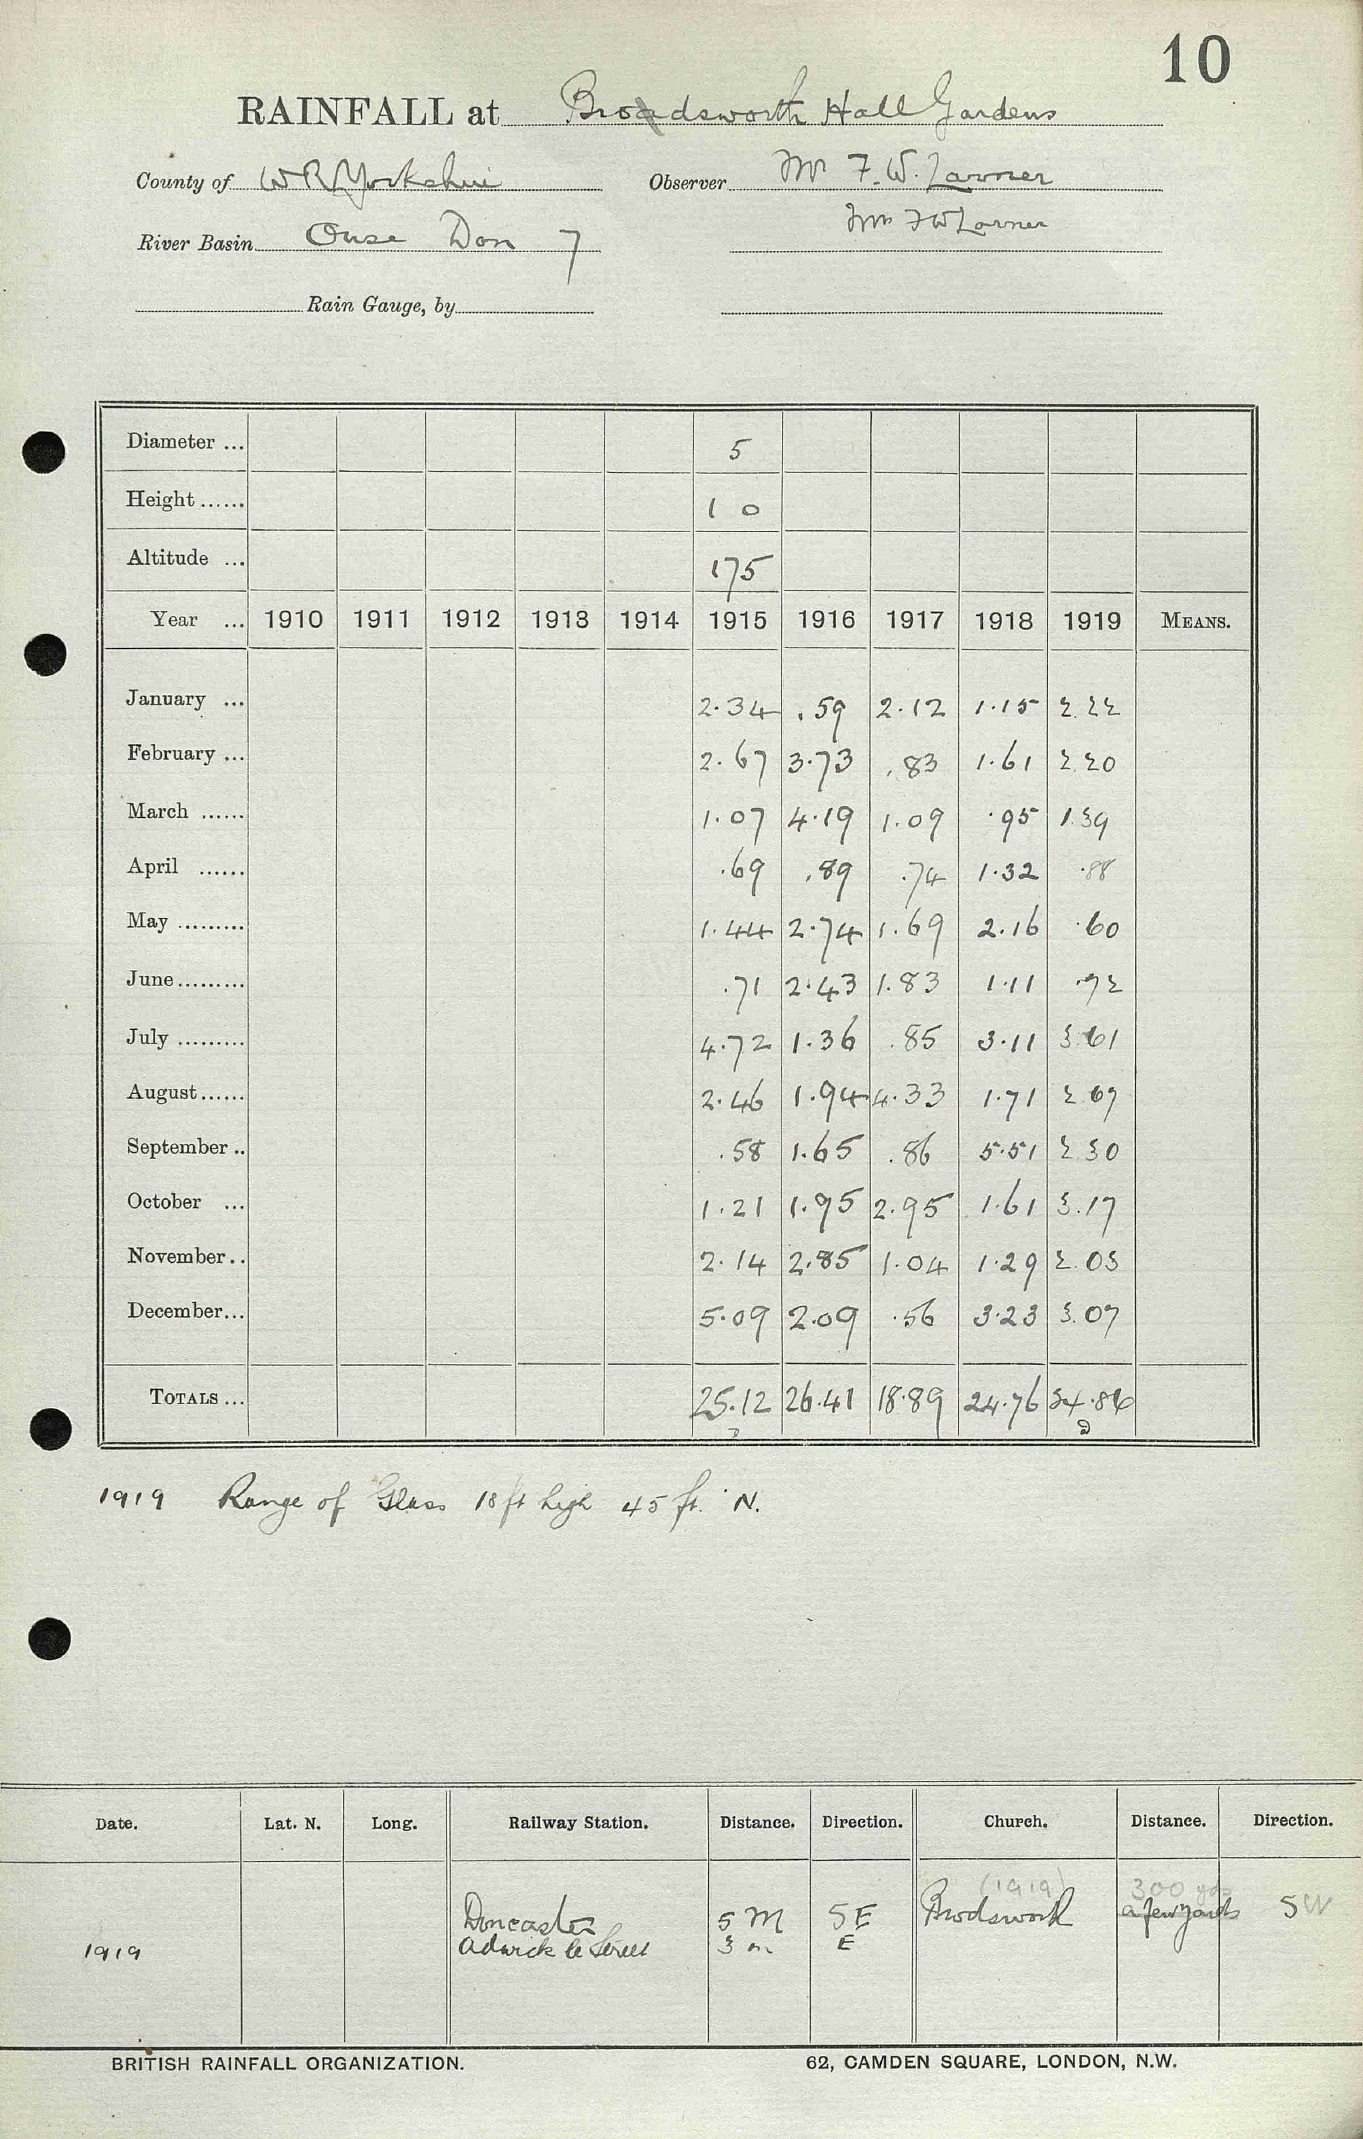 10
RAINFALL at Broadsworth Hall Gardens
County of W R Yorkshire Observer Mr F. W. Larner
River Basin Ouse Don 7 Mr F W Larner
Rain Gauge, by
Diameter ... 5
Height ...... 1 0
Altitude ... 175
Year ... 1910 1911 1912 1913 1914 1915 1916 1917 1918 1919 MEANS.
January ... 2.34 .59 2.12 1.15 2.22
February ... 2.67 3.73 .83 1.61 2.20
March ...... 1.07 4.19 1.09 .95 1.39
April ...... .69 .89 .74 1.32 .88
May ......... 1.44 2.74 1.69 2.16 .60
June ......... .71 2.43 1.83 1.11 .72
July ......... 4.72 1.36 .85 3.11 3.61
August ...... 2.46 1.94 4.33 1.71 2.67
September .. .58 1.65 .86 5.51 2.30
October ... 1.21 1.95 2.95 1.61 3.17
November .. 2.14 2.85 1.04 1.29 2.03
December ... 5.09 2.09 .56 3.23 3.07
TOTALS ... 25.12 26.41 18.89 24.76 24.86
D
1919 Range of Glass 18 ft high 45 ft. N.
Date. Lat. N. Long. Railway Station. Distance. Direction. Church. Distance. Direction.
(1919) 300 yds
Doncaster 5 M SE Brodsworth a few yards SW
1919 Adwick le Street 3 m E
BRITISH RAINFALL ORGANIZATION. 62, CAMDEN SQUARE, LONDON, N.W.